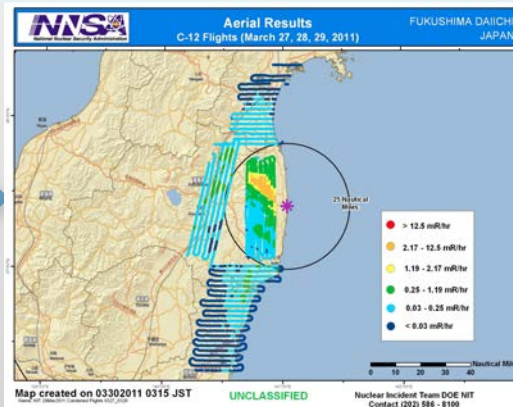 NNSA
National Nuclear Security Administration
Aerial Results
C-12 Flights (March 27, 28, 29, 2011)
FUKUSHIMA DAIICHI
JAPAN
25 Nautical
Miles
> 12.5 mR/hr
2.17 - 12.5 mR/hr
1.19 - 2.17 mR/hr
0.25 - 1.19 mR/hr
0.03 - 0.25 mR/hr
< 0.03 mR/hr
Nautical Mi
0 10 20 40
Map created on 03302011 0315 JST
UNCLASSIFIED
Nuclear Incident Team DOE NIT
Contact (202) 586 - 8100